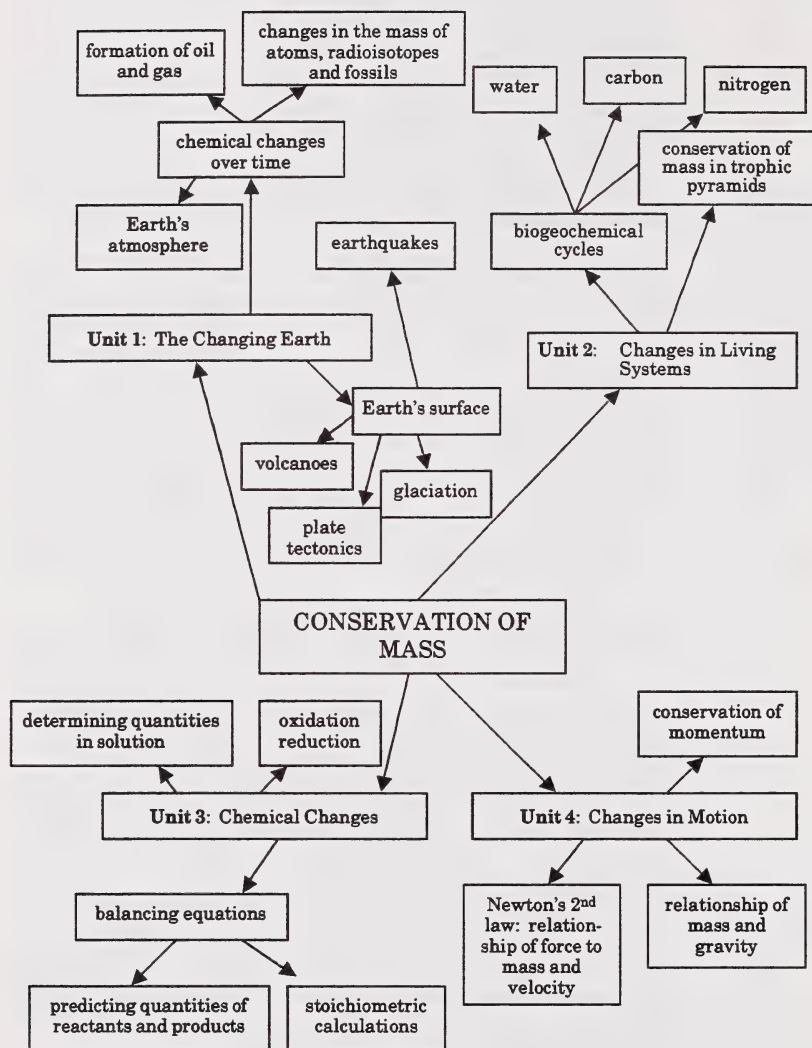 formation of oil
and gas
changes in the mass of
atoms, radioisotopes
and fossils
chemical changes
over time
Earth's
atmosphere
earthquakes
Unit 1: The Changing Earth
Earth's surface
volcanoes
glaciation
plate
tectonics
water
carbon
nitrogen
conservation of
mass in trophic
pyramids
biogeochemical
cycles
Unit 2: Changes in Living
Systems
CONSERVATION OF
MASS
determining quantities
in solution
oxidation
reduction
Unit 3: Chemical Changes
balancing equations
predicting quantities of
reactants and products
stoichiometric
calculations
conservation of
momentum
Unit 4: Changes in Motion
Newton's 2nd
law: relation-
ship of force to
mass and
velocity
relationship of
mass and
gravity